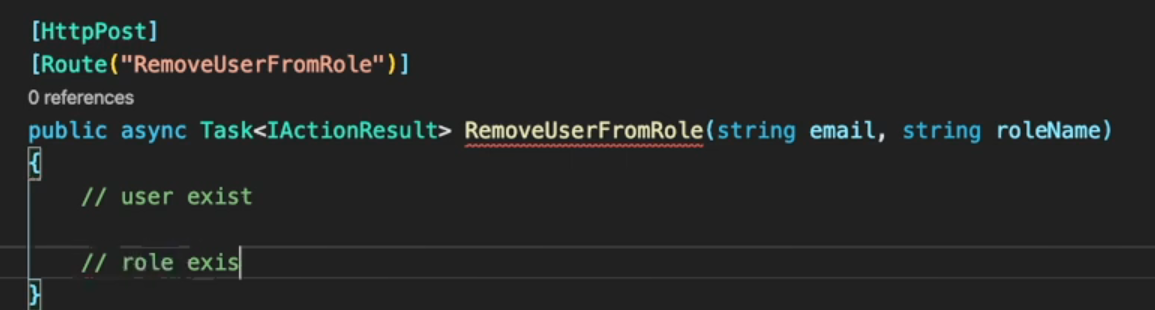 [HttpPost]
[Route("RemoveUserFromRole")]
0 references
public async Task<IActionResult> RemoveUserFromRole(string email, string roleName)
{
// user exist
// role exis
}